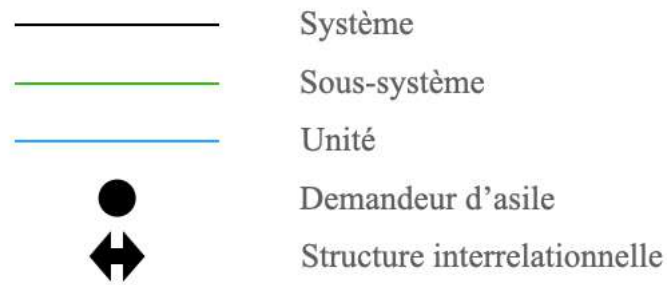 Système
Sous-système
Unité
Demandeur d’asile
Structure interrelationnelle